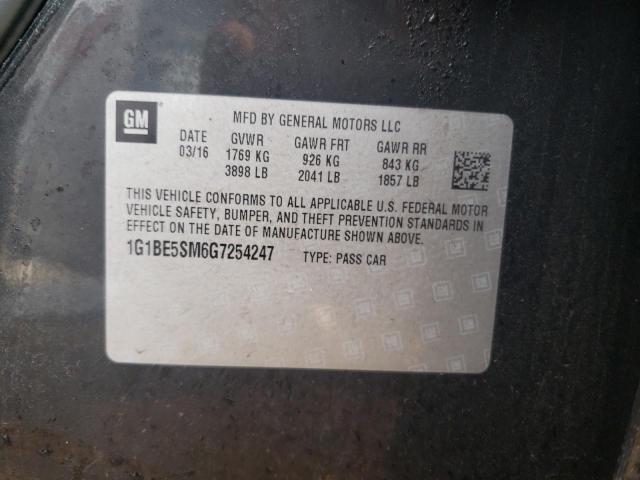 GM
MFD BY GENERAL MOTORS LLC
DATE GVWR GAWR FRT GAWR RR
03/16 1769 KG 926 KG 843 KG
3898 LB 2041 LB 1857 LB
THIS VEHICLE CONFORMS TO ALL APPLICABLE U.S. FEDERAL MOTOR
VEHICLE SAFETY, BUMPER, AND THEFT PREVENTION STANDARDS IN
EFFECT ON THE DATE OF MANUFACTURE SHOWN ABOVE.
1G1BE5SM6G7254247 TYPE: PASS CAR